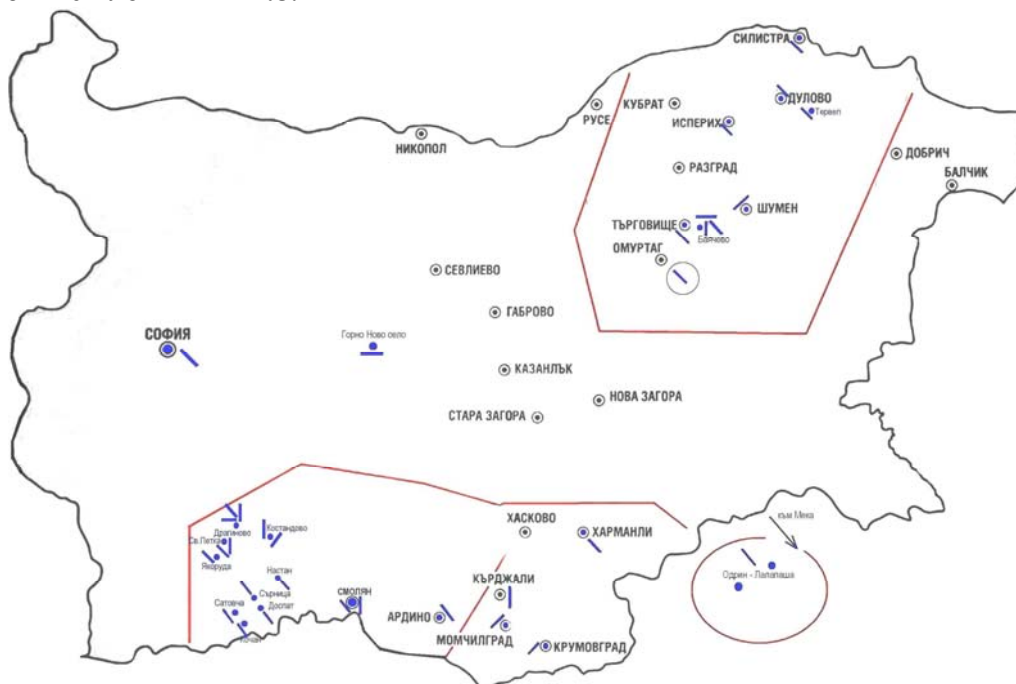 СИЛИСТРА
ДУЛОВО
Тервел
КУБРАТ
РУСЕ
ИСПЕРИХ
НИКОПОЛ
ДОБРИЧ
РАЗГРАД
БАЛЧИК
ШУМЕН
ТЪРГОВИЩЕ
ОМУРТАГ
СЕВЛИЕВО
ГАБРОВО
СОФИЯ
Горно Ново село
КАЗАНЛЪК
НОВА ЗАГОРА
СТАРА ЗАГОРА
ХАСКОВО
ХАРМАНЛИ
към Мека
Драгиново
Костандово
Св.Петка
Якоруда
Настан
КЪРДЖАЛИ
Одрин - Лалапаша
Сърница
СМОЛЯН
Сатовча
Доспат
АРДИНО
МОМЧИЛГРАД
Кочан
КРУМОВГРАД